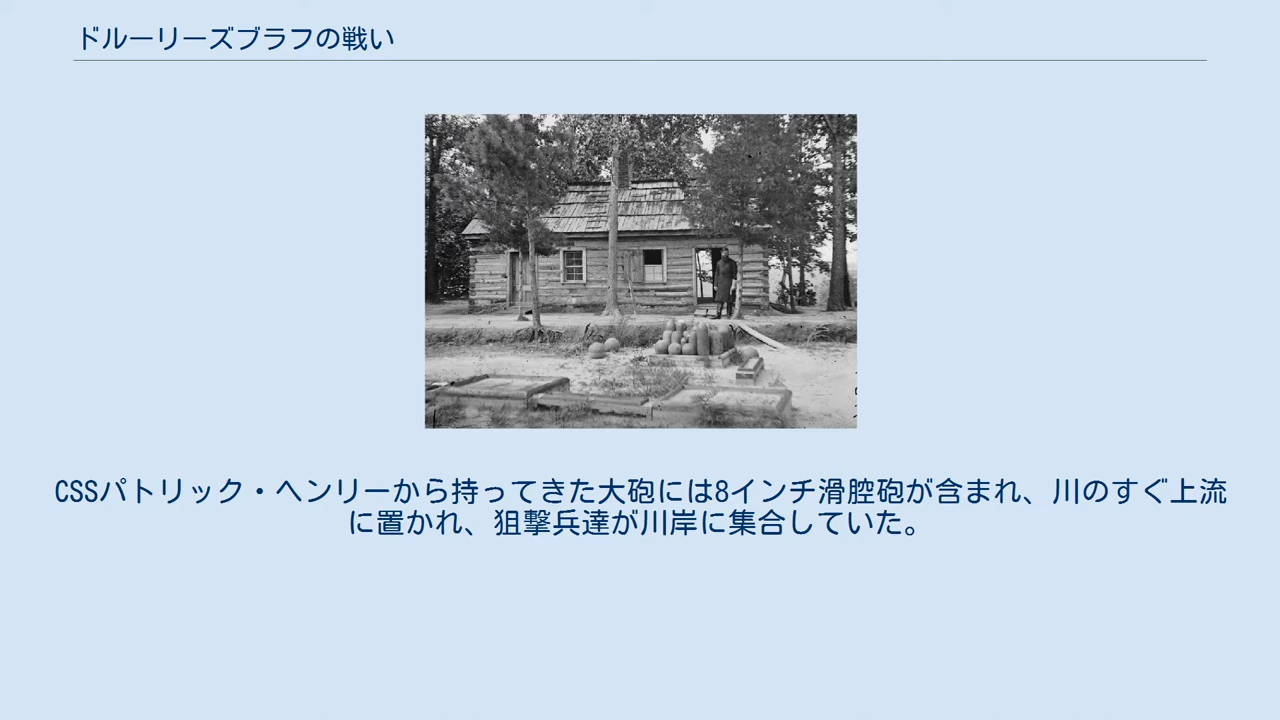 ドルーリーズブラフの戦い
CSSパトリック・ヘンリーから持ってきた大砲には8インチ滑腔砲が含まれ、川のすぐ上流
に置かれ、狙撃兵達が川岸に集合していた。